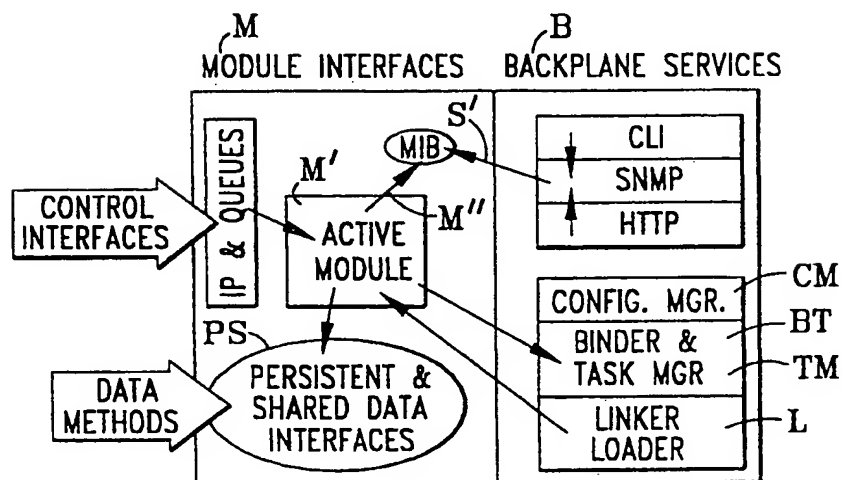 M
B
MODULE INTERFACES
BACKPLANE SERVICES
S'
MIB
CLI
SNMP
HTTP
M'
M"
CONTROL
INTERFACES
IP & QUEUES
ACTIVE
MODULE
CM
CONFIG. MGR.
BT
BINDER &
TASK MGR
TM
PS
DATA
METHODS
PERSISTENT &
SHARED DATA
INTERFACES
LINKER
LOADER
L